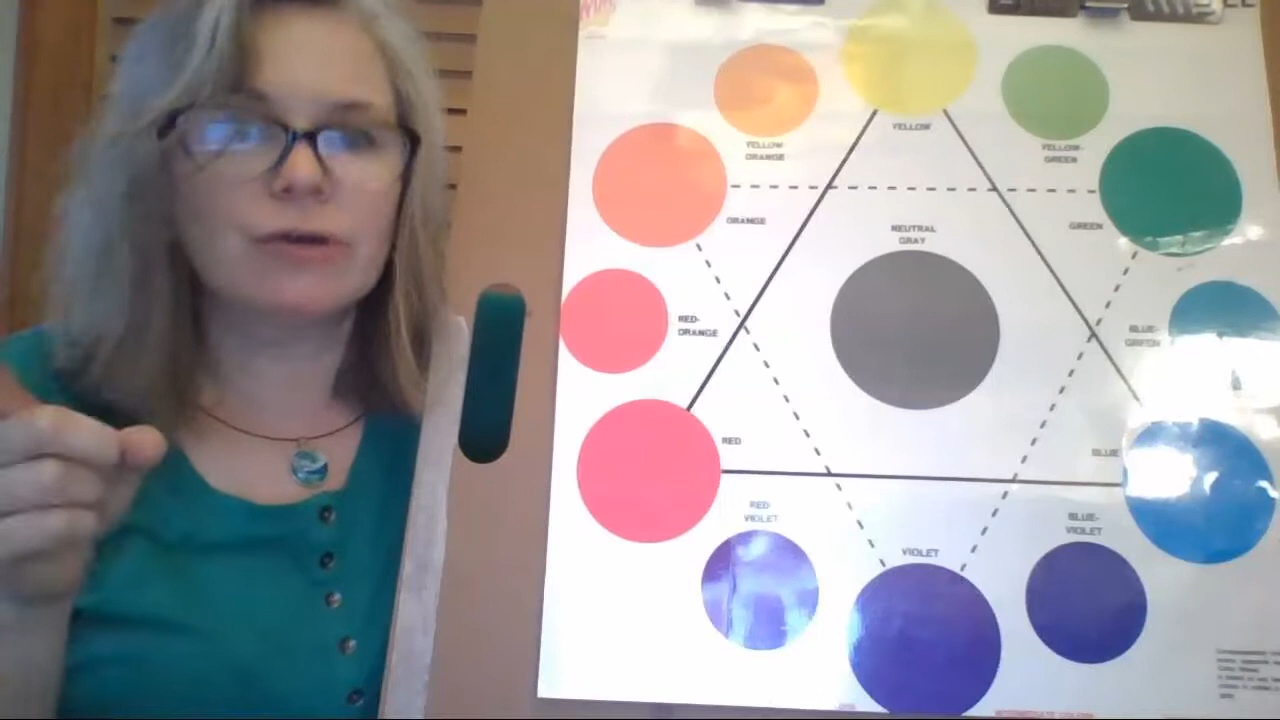 YELLOW
YELLOW
ORANGE
YELLOW-
GREEN
ORANGE
GREEN
NEUTRAL
GRAY
RED-
ORANGE
BLUE-
GREEN
RED
BLUE
RED
VIOLET
BLUE-
VIOLET
VIOLET